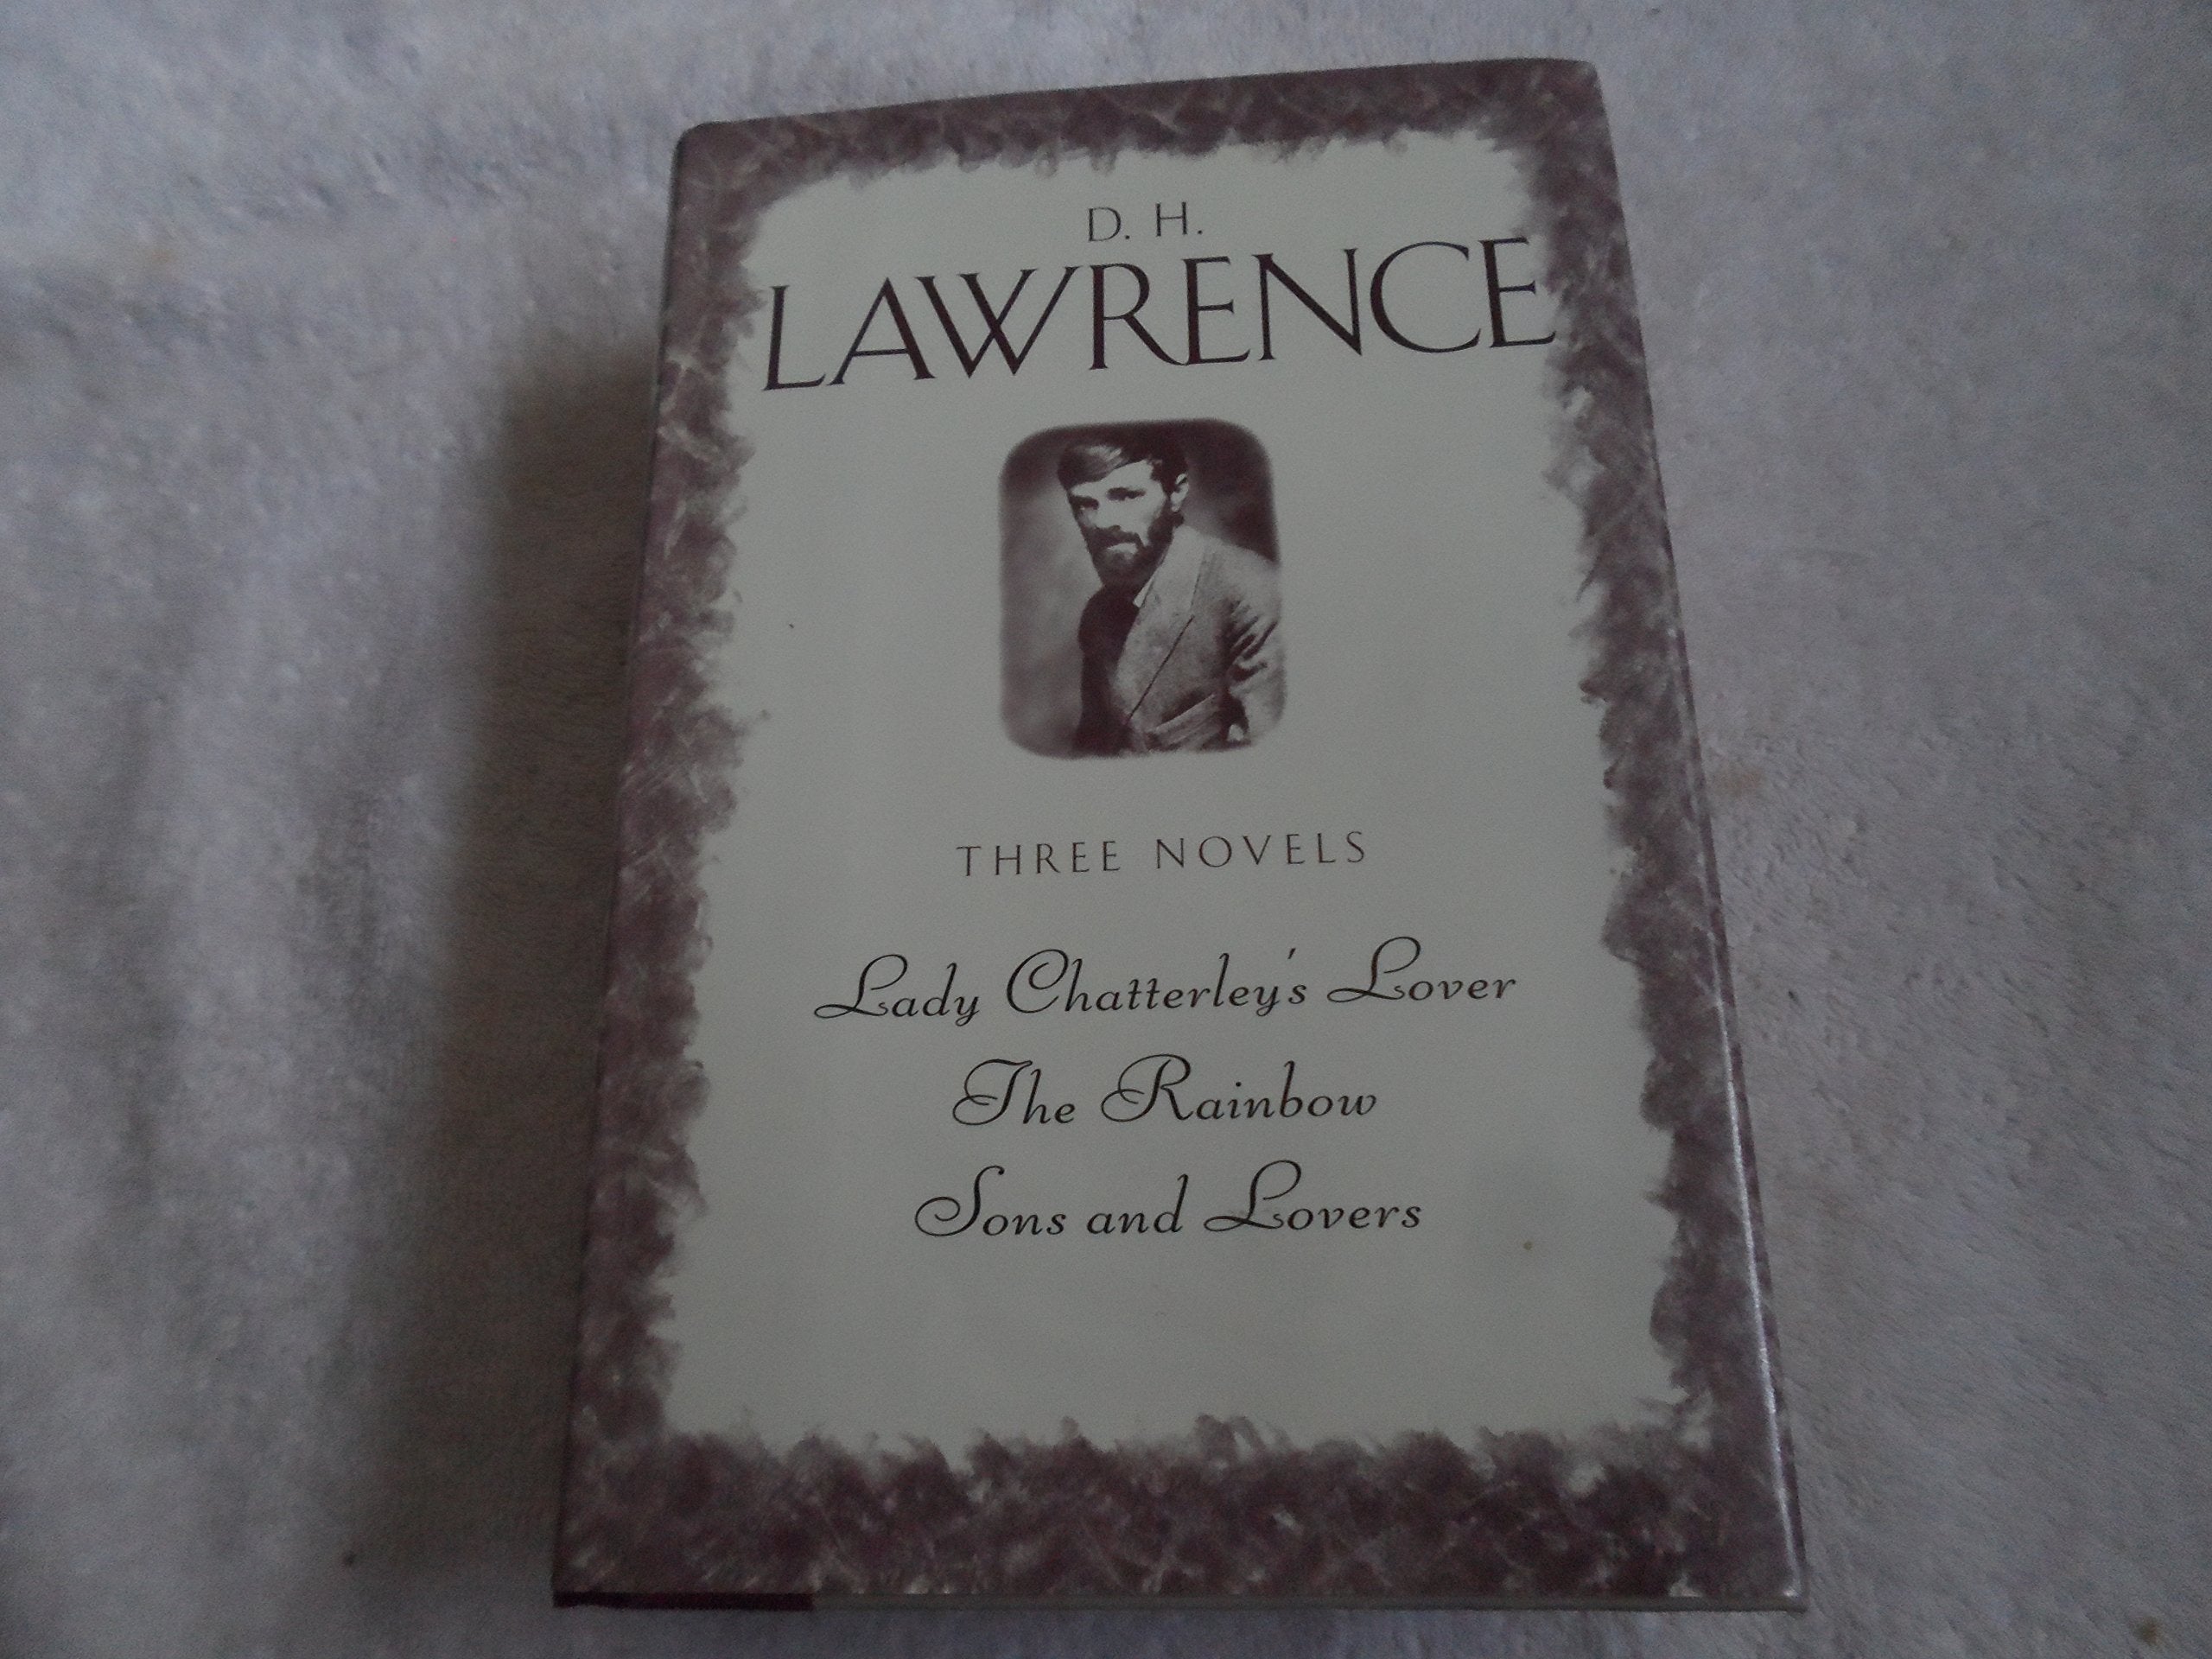 D. H.
LAWRENCE
THREE NOVELS
Lady Chatterley's Lover
The Rainbow
Sons and Lovers